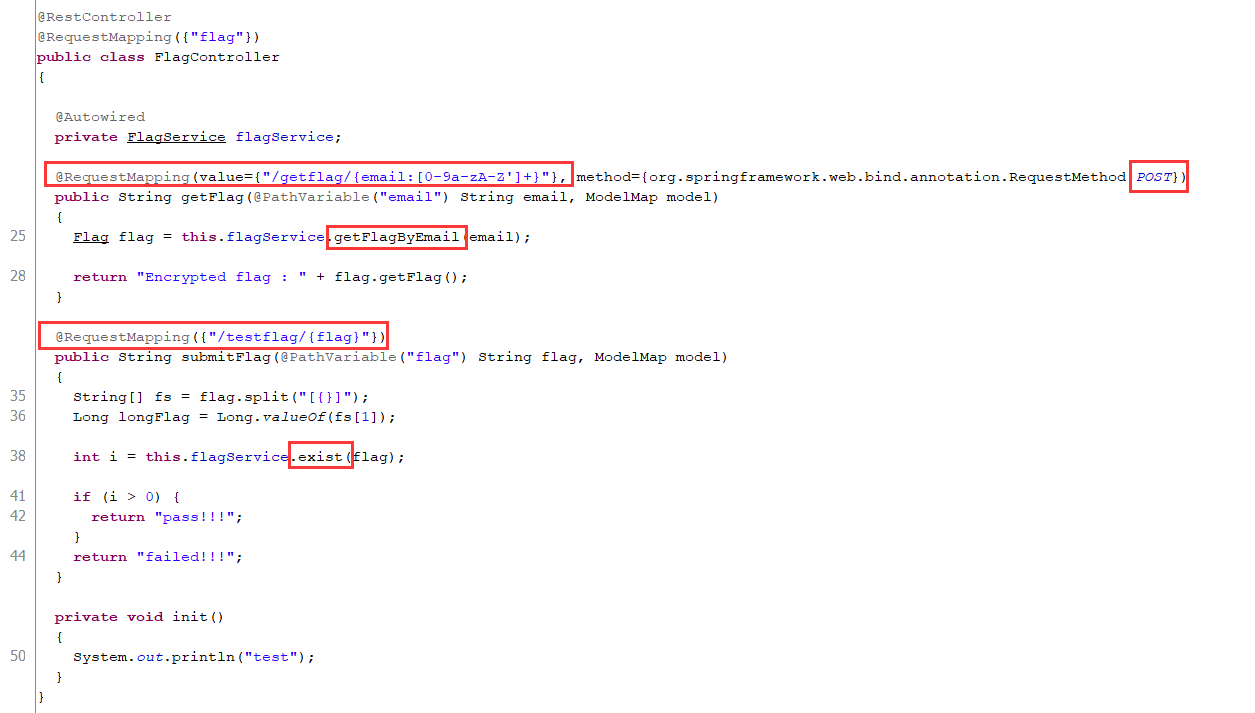 @RestController
@RequestMapping({"flag"})
public class FlagController
{
@Autowired
private FlagService flagService;
@RequestMapping(value={"/getflag/{email:[0-9a-zA-Z']+}"}, method={org.springframework.web.bind.annotation.RequestMethod.POST})
public String getFlag(@PathVariable("email") String email, ModelMap model)
{
25 Flag flag = this.flagService.getFlagByEmail(email);
28 return "Encrypted flag : " + flag.getFlag();
}
@RequestMapping({"/testflag/{flag}"})
public String submitFlag(@PathVariable("flag") String flag, ModelMap model)
{
35 String[] fs = flag.split("[{}]");
36 Long longFlag = Long.valueOf(fs[1]);
38 int i = this.flagService.exist(flag);
41 if (i > 0) {
42 return "pass!!!";
}
44 return "failed!!!";
}
private void init()
{
50 System.out.println("test");
}
}